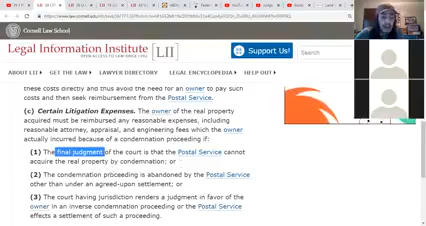 www.law.cornell.edu/cfr/text/
Cornell Law School
Legal Information Institute LII
OPEN ACCESS TO LAW SINCE 1992
Support Us!
Search
ABOUT LII GET THE LAW LAWYER DIRECTORY LEGAL ENCYCLOPEDIA HELP OUT
these costs directly and thus avoid the need for an owner to pay such
costs and then seek reimbursement from the Postal Service.
(c) Certain Litigation Expenses. The owner of the real property
acquired must be reimbursed any reasonable expenses, including
reasonable attorney, appraisal, and engineering fees which the owner
actually incurred because of a condemnation proceeding if:
(1) The final judgment of the court is that the Postal Service cannot
acquire the real property by condemnation; or
(2) The condemnation prcceeding is abandoned by the Postal Service
other than under an agreed-upon settlement; or
(3) The court having jurisdiction renders a judgment in favor of the
owner in an inverse condemnation proceeding or the Postal Service
effects a settlement of such a proceeding.